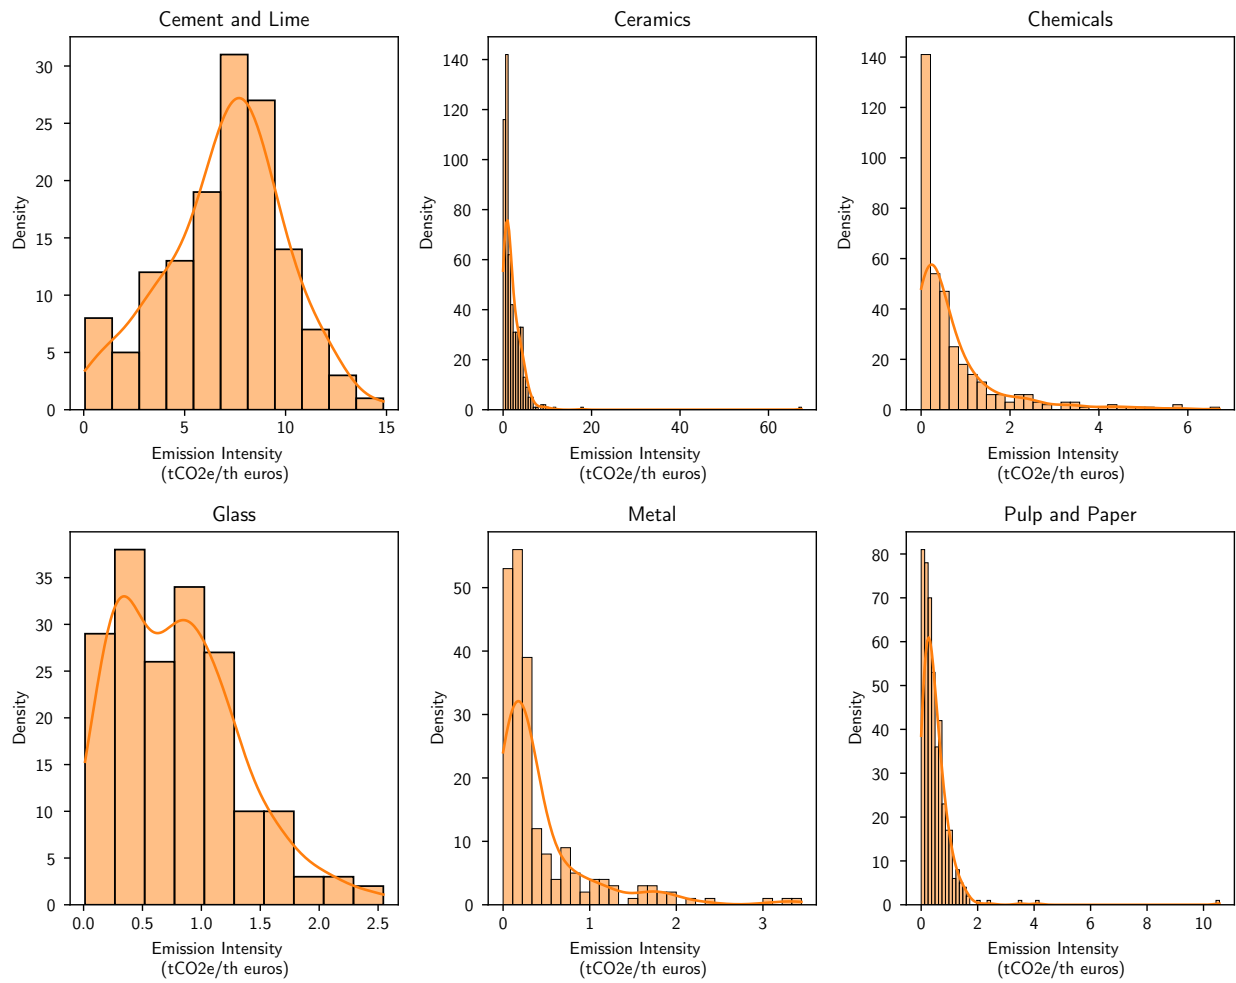 Cement and Lime
Density
30
25
20
15
10
5
0
0 5 10 15
Emission Intensity
(tCO2e/th euros)
Ceramics
Density
140
120
100
80
60
40
20
0
0 20 40 60
Emission Intensity
(tCO2e/th euros)
Chemicals
Density
140
120
100
80
60
40
20
0
0 2 4 6
Emission Intensity
(tCO2e/th euros)
Glass
Density
35
30
25
20
15
10
5
0
0.0 0.5 1.0 1.5 2.0 2.5
Emission Intensity
(tCO2e/th euros)
Metal
Density
50
40
30
20
10
0
0 1 2 3
Emission Intensity
(tCO2e/th euros)
Pulp and Paper
Density
80
70
60
50
40
30
20
10
0
0 2 4 6 8 10
Emission Intensity
(tCO2e/th euros)